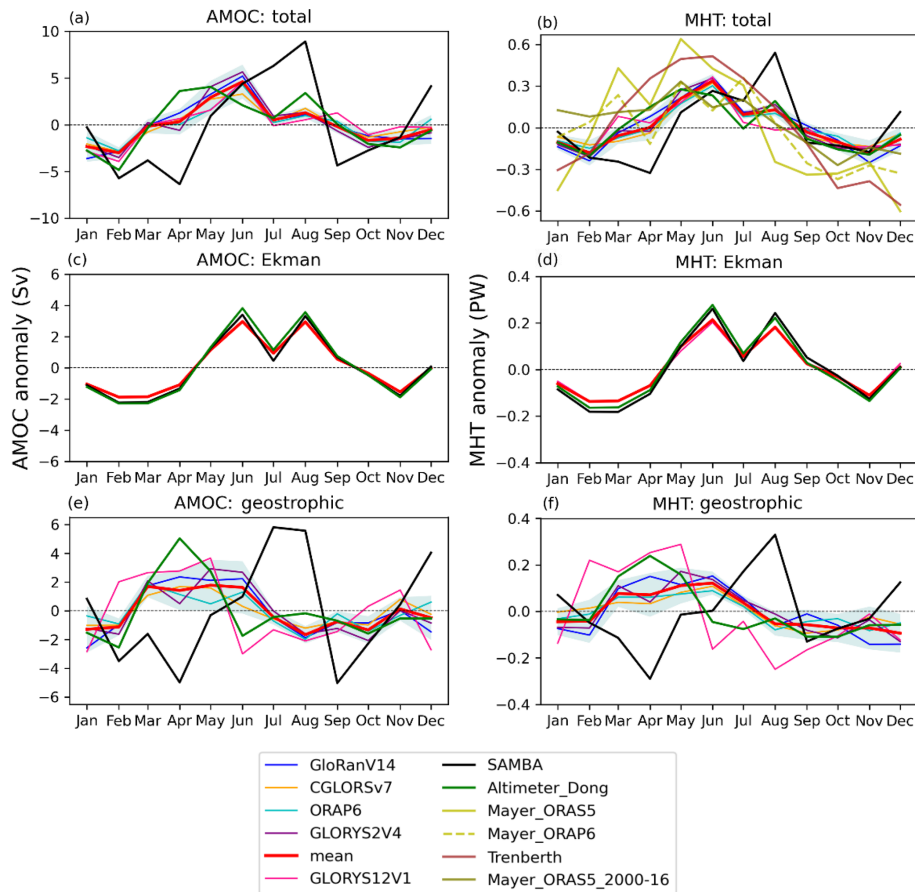 (a) AMOC: total
10
5
0
−5
−10
Jan Feb Mar Apr May Jun Jul Aug Sep Oct Nov Dec
(b) MHT: total
0.6
0.3
0.0
−0.3
−0.6
Jan Feb Mar Apr May Jun Jul Aug Sep Oct Nov Dec
AMOC anomaly (Sv)
(c) AMOC: Ekman
6
4
2
0
−2
−4
−6
Jan Feb Mar Apr May Jun Jul Aug Sep Oct Nov Dec
MHT anomaly (PW)
(d) MHT: Ekman
0.4
0.2
0.0
−0.2
−0.4
Jan Feb Mar Apr May Jun Jul Aug Sep Oct Nov Dec
(e) AMOC: geostrophic
6
4
2
0
−2
−4
−6
Jan Feb Mar Apr May Jun Jul Aug Sep Oct Nov Dec
(f) MHT: geostrophic
0.4
0.2
0.0
−0.2
−0.4
Jan Feb Mar Apr May Jun Jul Aug Sep Oct Nov Dec
GloRanV14
CGLORSv7
ORAP6
GLORYS2V4
mean
GLORYS12V1
SAMBA
Altimeter_Dong
Mayer_ORAS5
Mayer_ORAP6
Trenberth
Mayer_ORAS5_2000-16